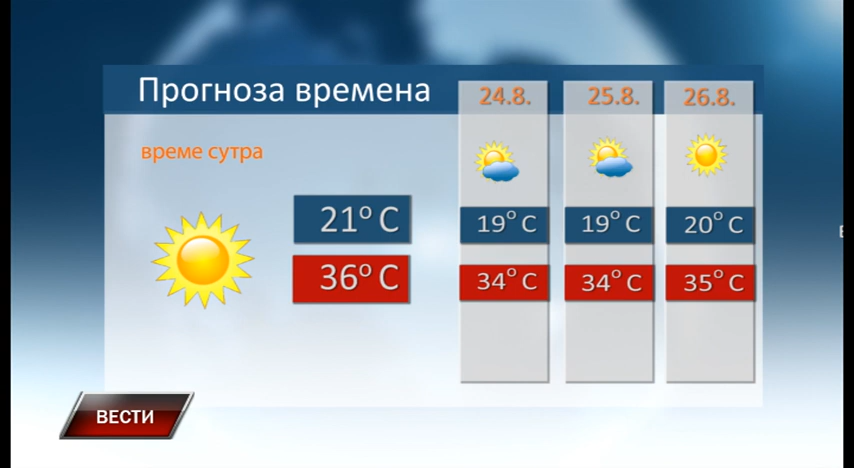 Прогноза времена
време сутра
21° C
36° C
24.8.
19° C
34° C
25.8.
19° C
34° C
26.8.
20° C
35° C
ВЕСТИ